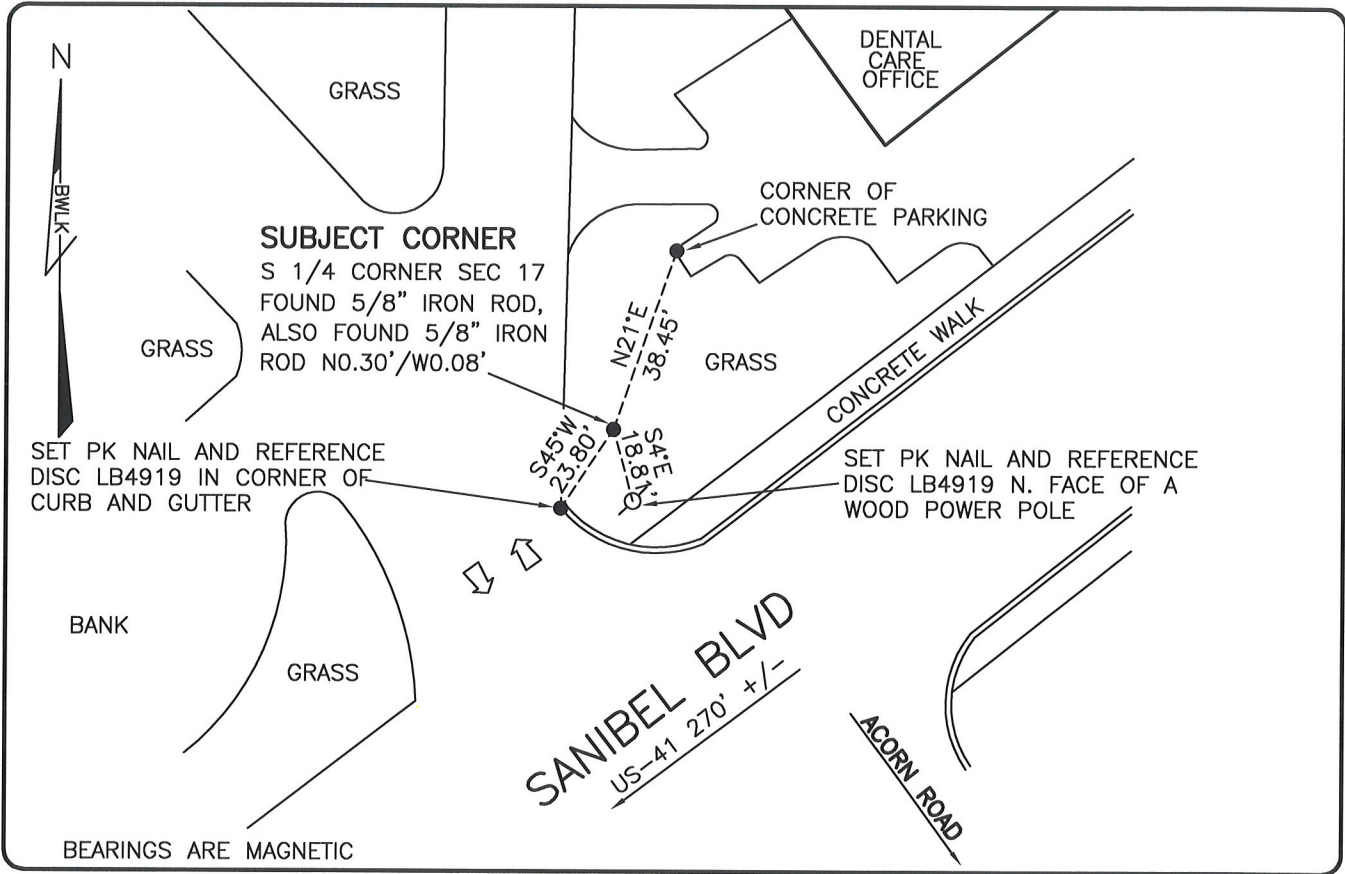 N
BWLK
GRASS
DENTAL
CARE
OFFICE
CORNER OF
CONCRETE PARKING
SUBJECT CORNER
S 1/4 CORNER SEC 17
FOUND 5/8" IRON ROD,
ALSO FOUND 5/8" IRON
ROD N0.30'/W0.08'
GRASS
N21°E
38.45'
GRASS
CONCRETE WALK
S45°W
23.80'
S4°E
18.81'
SET PK NAIL AND REFERENCE
DISC LB4919 IN CORNER OF
CURB AND GUTTER
SET PK NAIL AND REFERENCE
DISC LB4919 N. FACE OF A
WOOD POWER POLE
BANK
GRASS
SANIBEL BLVD
US-41 270' +/-
ACORN ROAD
BEARINGS ARE MAGNETIC